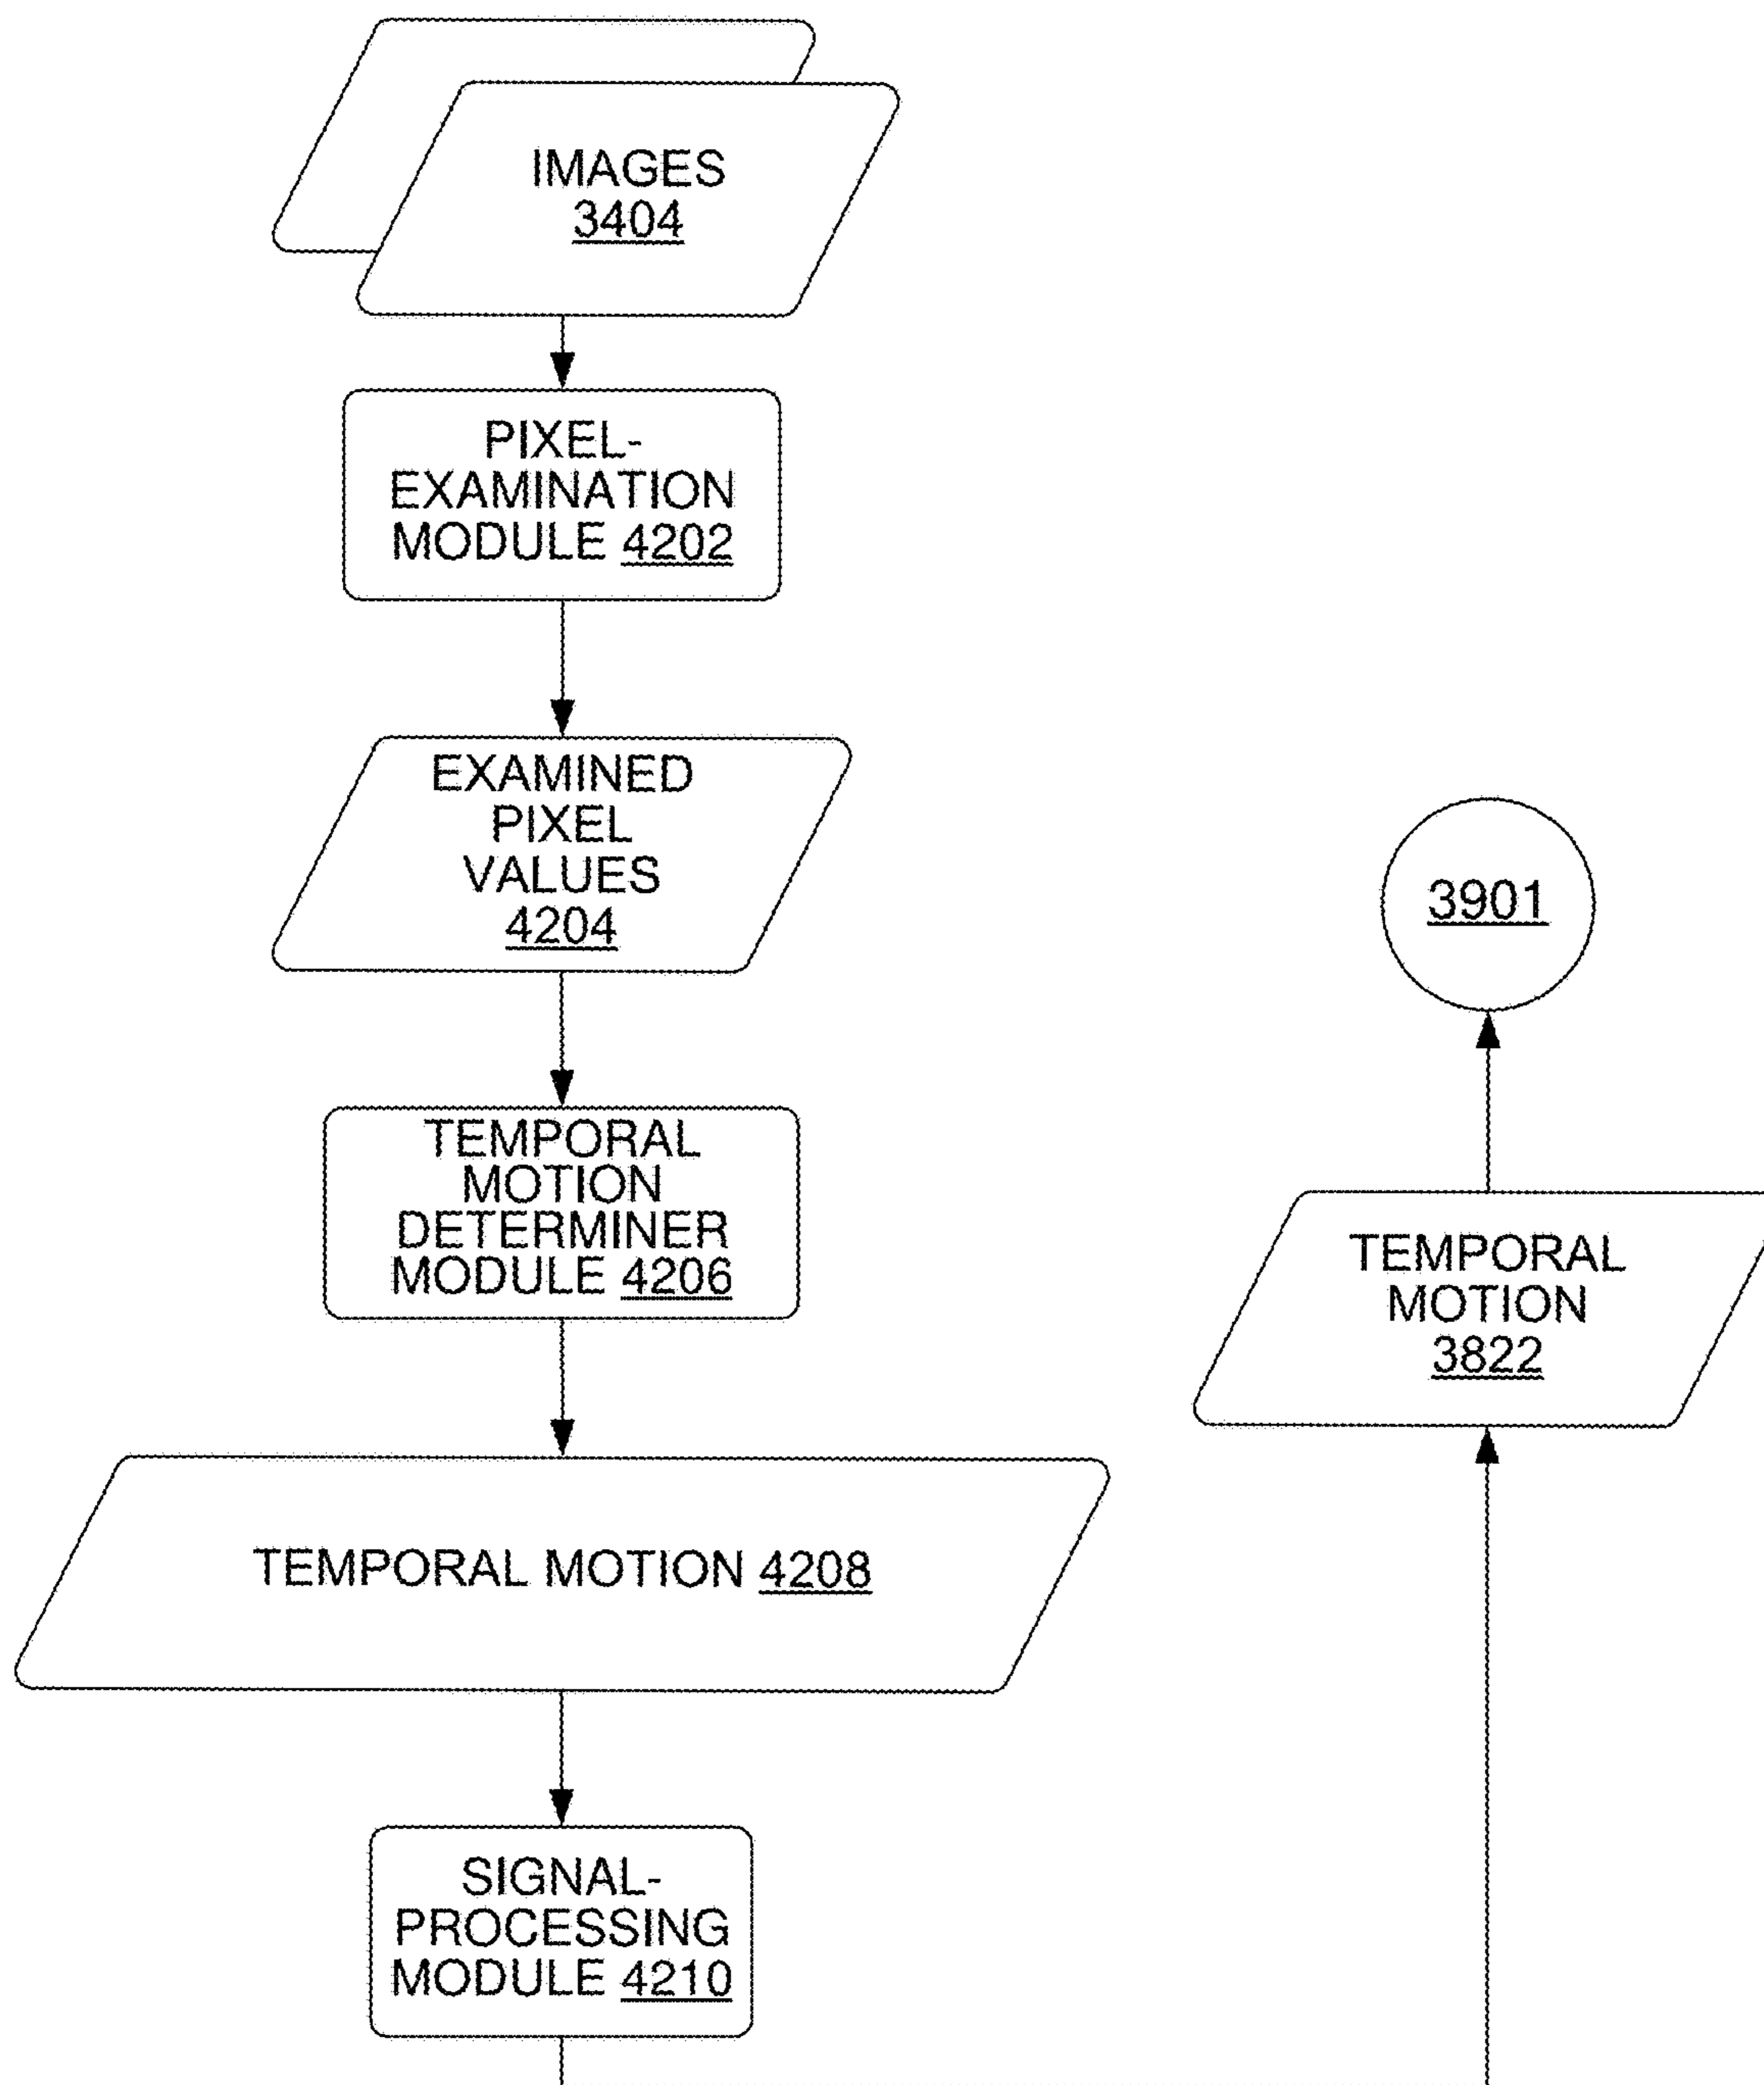 IMAGES
3404
PIXEL-
EXAMINATION
MODULE 4202
EXAMINED
PIXEL
VALUES
4204
TEMPORAL
MOTION
DETERMINER
MODULE 4206
TEMPORAL MOTION 4208
SIGNAL-
PROCESSING
MODULE 4210
3901
TEMPORAL
MOTION
3822